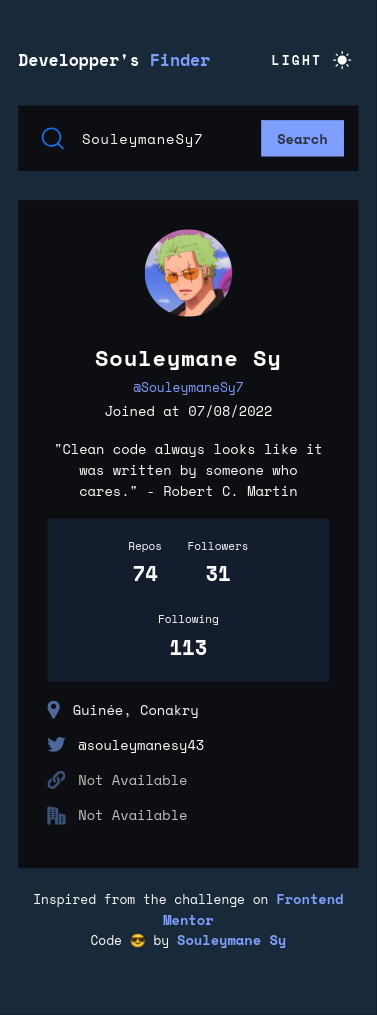 Developper's Finder LIGHT
SouleymaneSy7 Search
Souleymane Sy
@SouleymaneSy7
Joined at 07/08/2022
"Clean code always looks like it
was written by someone who
cares." - Robert C. Martin
Repos Followers
74 31
Following
113
Guinée, Conakry
@souleymanesy43
Not Available
Not Available
Inspired from the challenge on Frontend
Mentor
Code 😎 by Souleymane Sy